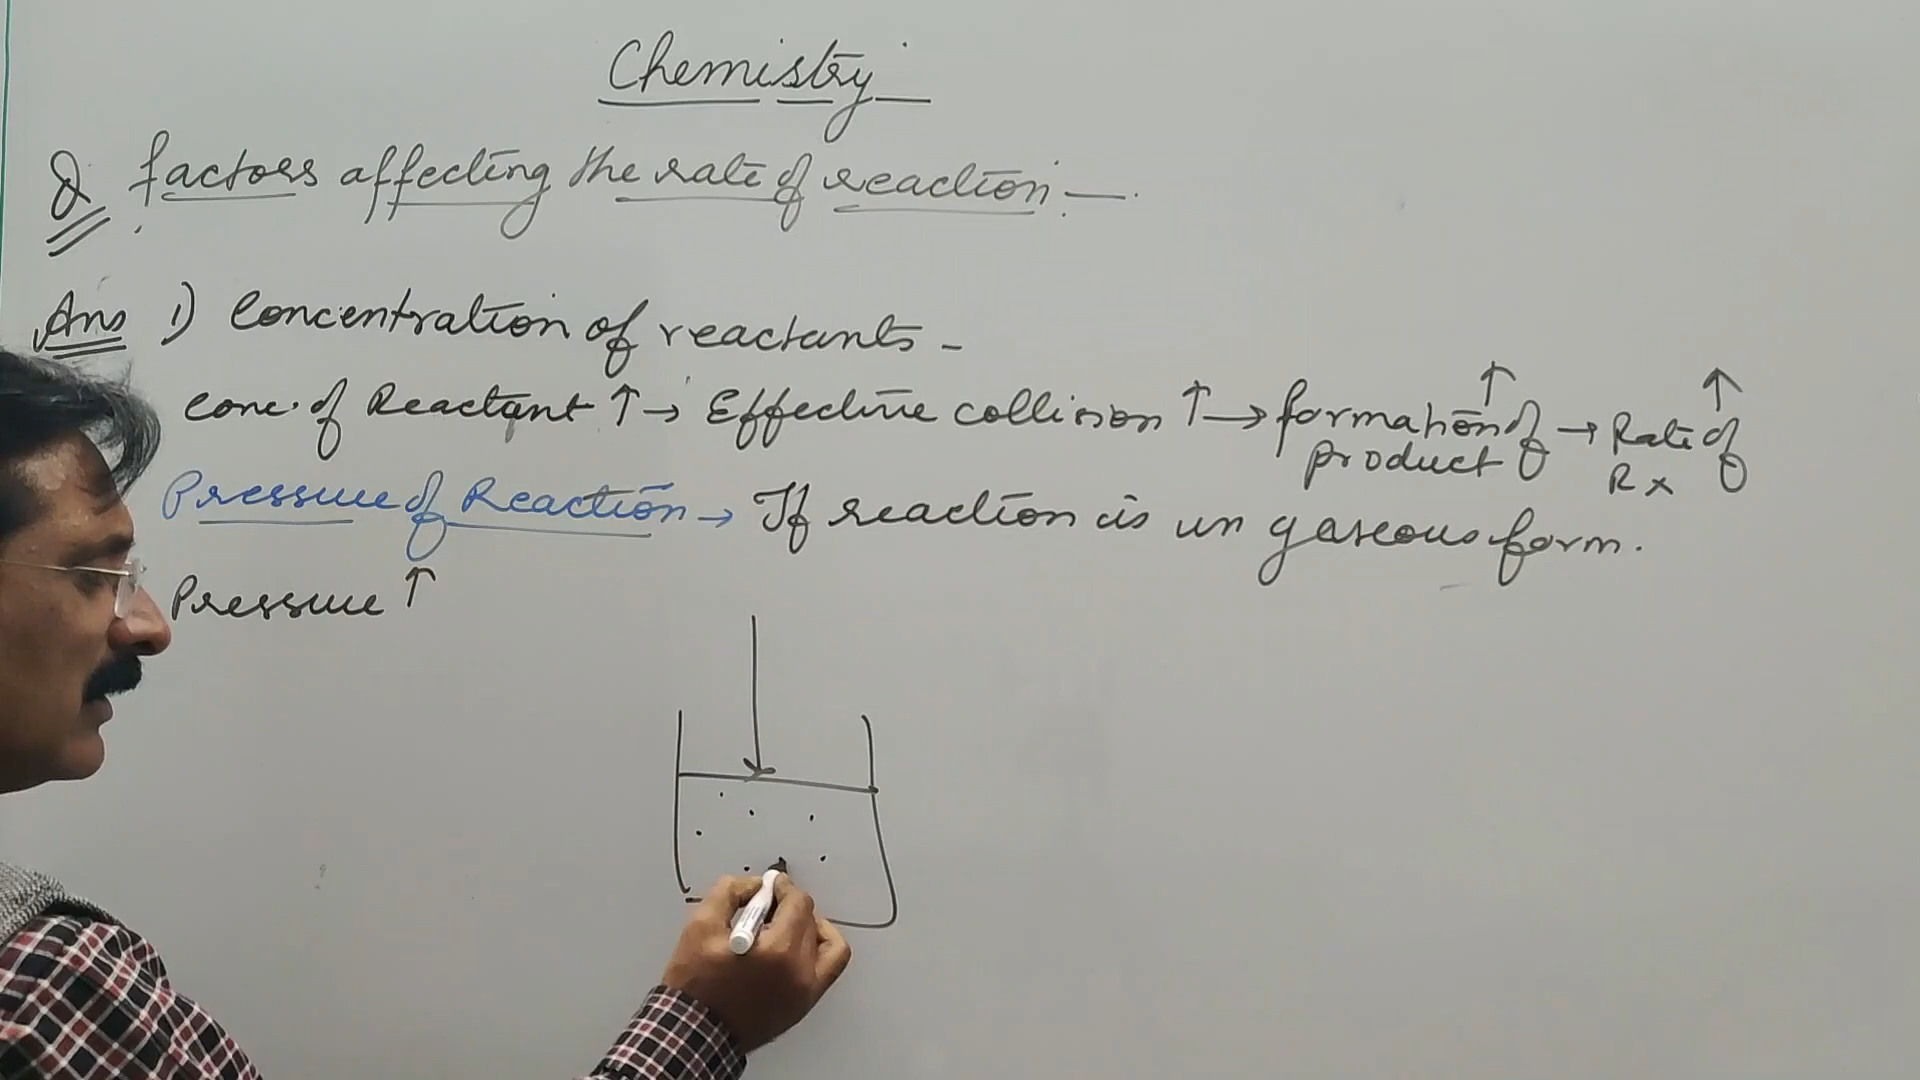 Chemistry
Q. factors affecting the rate of reaction —.
Ans 1) Concentration of reactants -
conc. of Reactant ↑ → Effective collision ↑ → formation of product ↑ → Rate of Rx ↑
Pressure of Reaction → If reaction is in gaseous form.
Pressure ↑